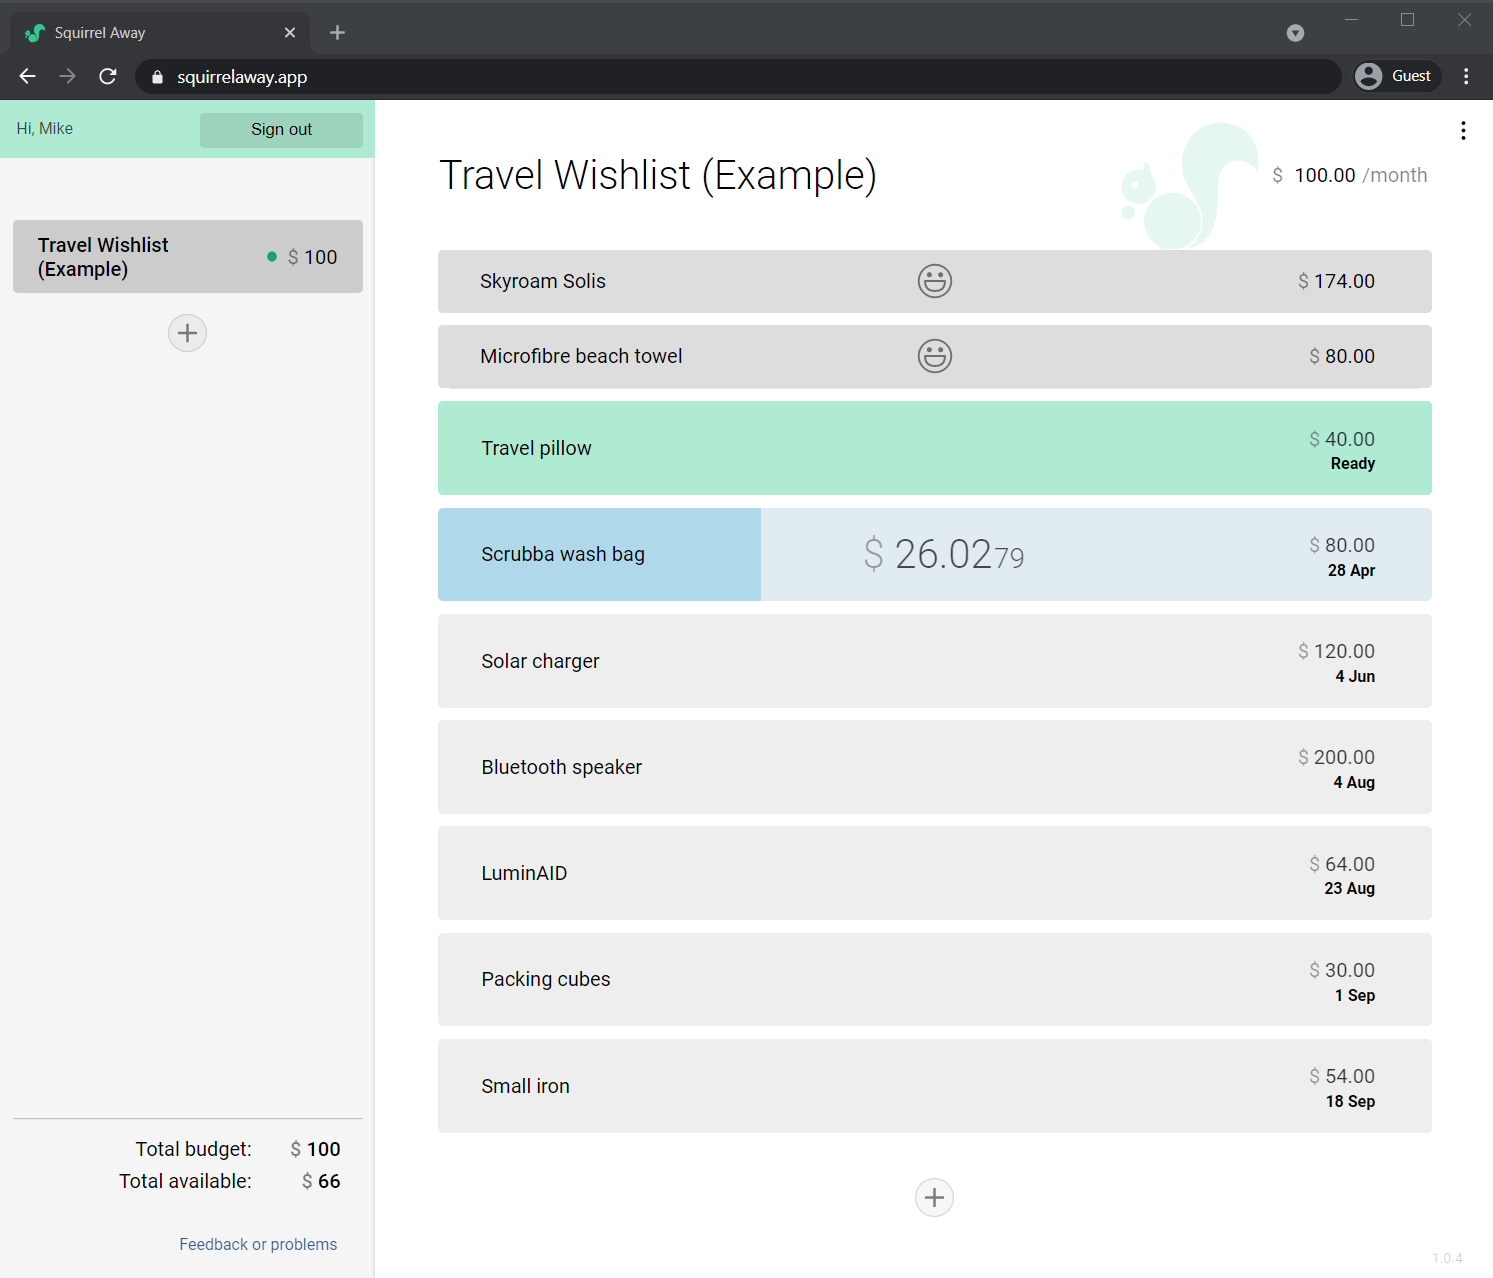 Squirrel Away
squirrelaway.app
Guest
Hi, Mike
Sign out
Travel Wishlist
(Example)
$ 100
Total budget: $ 100
Total available: $ 66
Feedback or problems
Travel Wishlist (Example)
$ 100.00 /month
Skyroam Solis $ 174.00
Microfibre beach towel $ 80.00
Travel pillow
$ 40.00
Ready
Scrubba wash bag
$ 26.0279
$ 80.00
28 Apr
Solar charger
$ 120.00
4 Jun
Bluetooth speaker
$ 200.00
4 Aug
LuminAID
$ 64.00
23 Aug
Packing cubes
$ 30.00
1 Sep
Small iron
$ 54.00
18 Sep
1.0.4